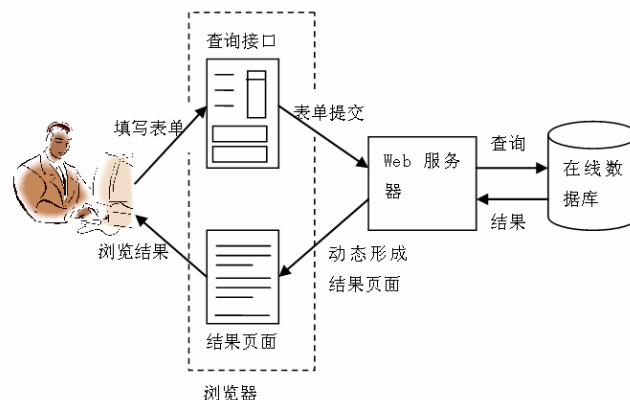 查询接口
填写表单
表单提交
Web 服务
器
查询
在线数
据库
结果
浏览结果
动态形成
结果页面
结果页面
浏览器